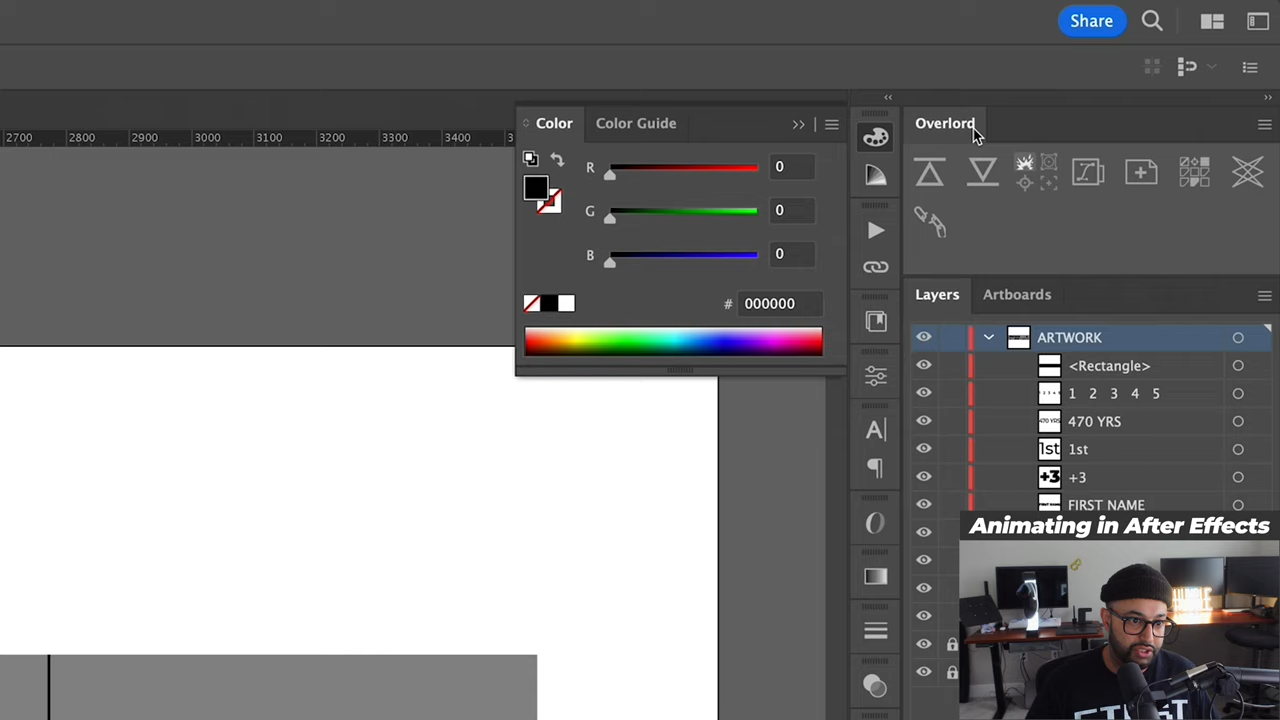 Share
2700 2800 2900 3000 3100 3200 3300 3400
Color
Color Guide
R
0
G
0
B
0
# 000000
Overlord
Layers
Artboards
ARTWORK
<Rectangle>
1 2 3 4 5
470 YRS
470 YRS
1st
1st
+3
+3
FIRST NAME
Animating in After Effects